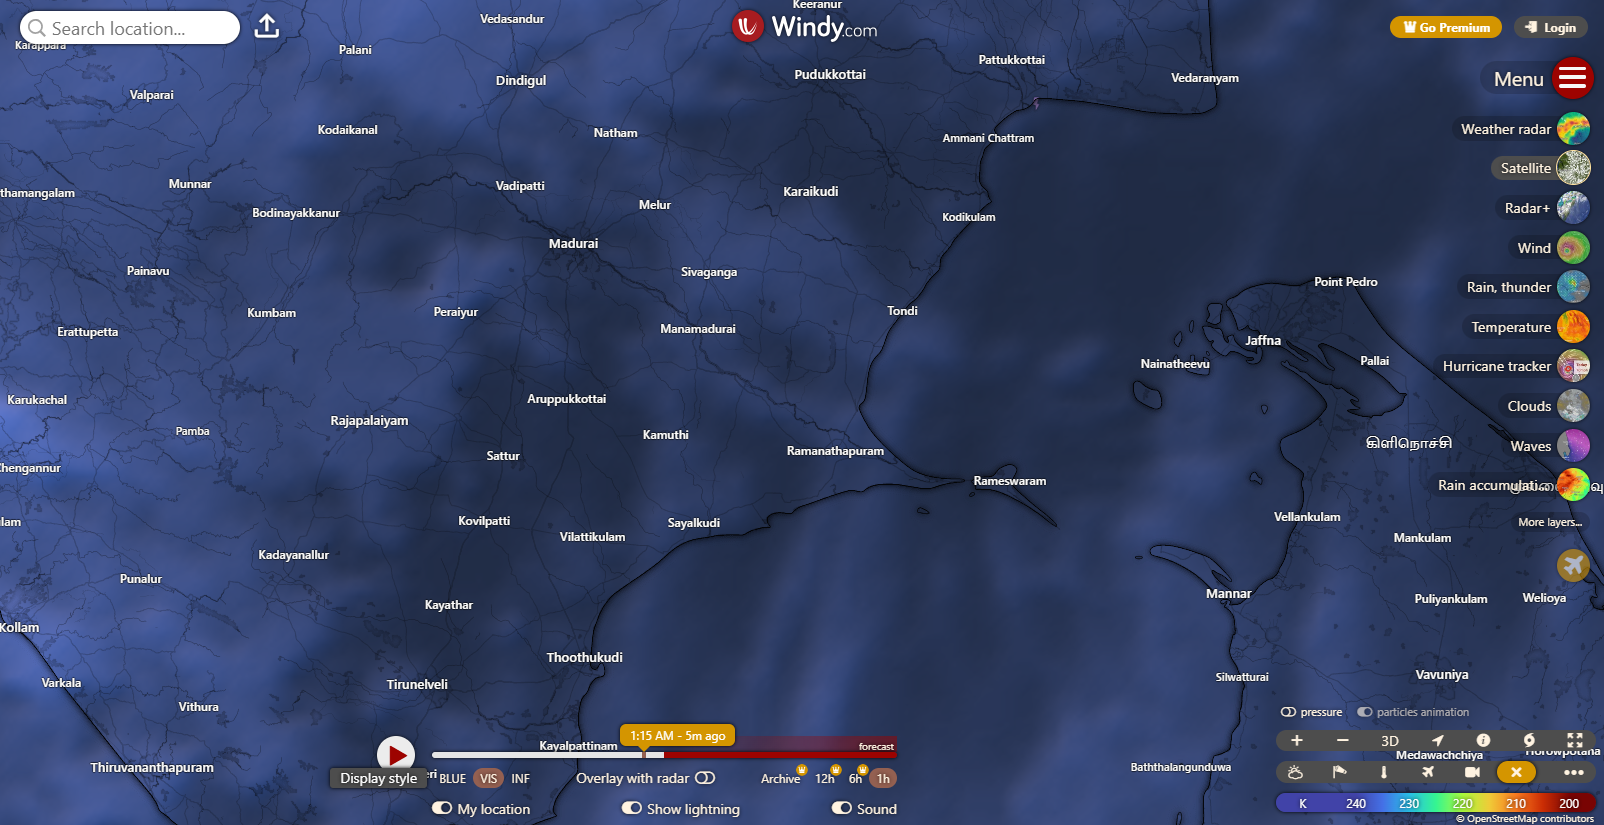 Search location...
Windy.com
Go Premium
Login
Menu
Weather radar
Satellite
Radar+
Wind
Rain, thunder
Temperature
Hurricane tracker
Clouds
Waves
More layers...
Keeranur
Vedasandur
Karappara
Palani
Pattukkottai
Dindigul
Pudukkottai
Vedaranyam
Valparai
Kodaikanal
Natham
Ammani Chattram
thamangalam
Munnar
Vadipatti
Karaikudi
Bodinayakkanur
Melur
Kodikulam
Madurai
Painavu
Sivaganga
Point Pedro
Kumbam
Peraiyur
Tondi
Erattupetta
Manamadurai
Jaffna
Nainatheevu
Pallai
Karukachal
Aruppukkottai
Rajapalaiyam
Pamba
Kamuthi
கிளிநொச்சி
Sattur
Ramanathapuram
Chengannur
Rameswaram
Rain accumulati
lam
Kovilpatti
Sayalkudi
Vellankulam
Vilattikulam
Mankulam
Kadayanallur
Punalur
Mannar
Puliyankulam
Welioya
Kayathar
Kollam
Thoothukudi
Vavuniya
Silwatturai
Varkala
Tirunelveli
Vithura
Kayalpattinam
Thiruvananthapuram
Baththalangunduwa
Medawachchiya
Horowpotana
pressure
particles animation
3D
1:15 AM - 5m ago
forecast
Display style
eri
BLUE
VIS
INF
Overlay with radar
Archive
12h
6h
1h
My location
Show lightning
Sound
K 240 230 220 210 200
© OpenStreetMap contributors